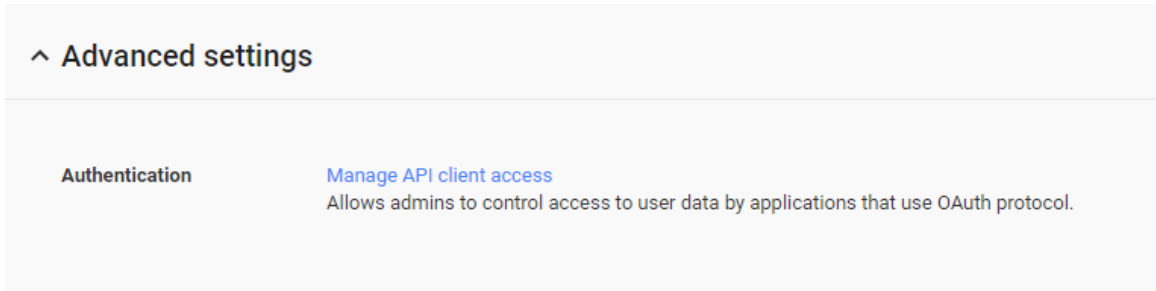 Advanced settings
Authentication
Manage API client access
Allows admins to control access to user data by applications that use OAuth protocol.